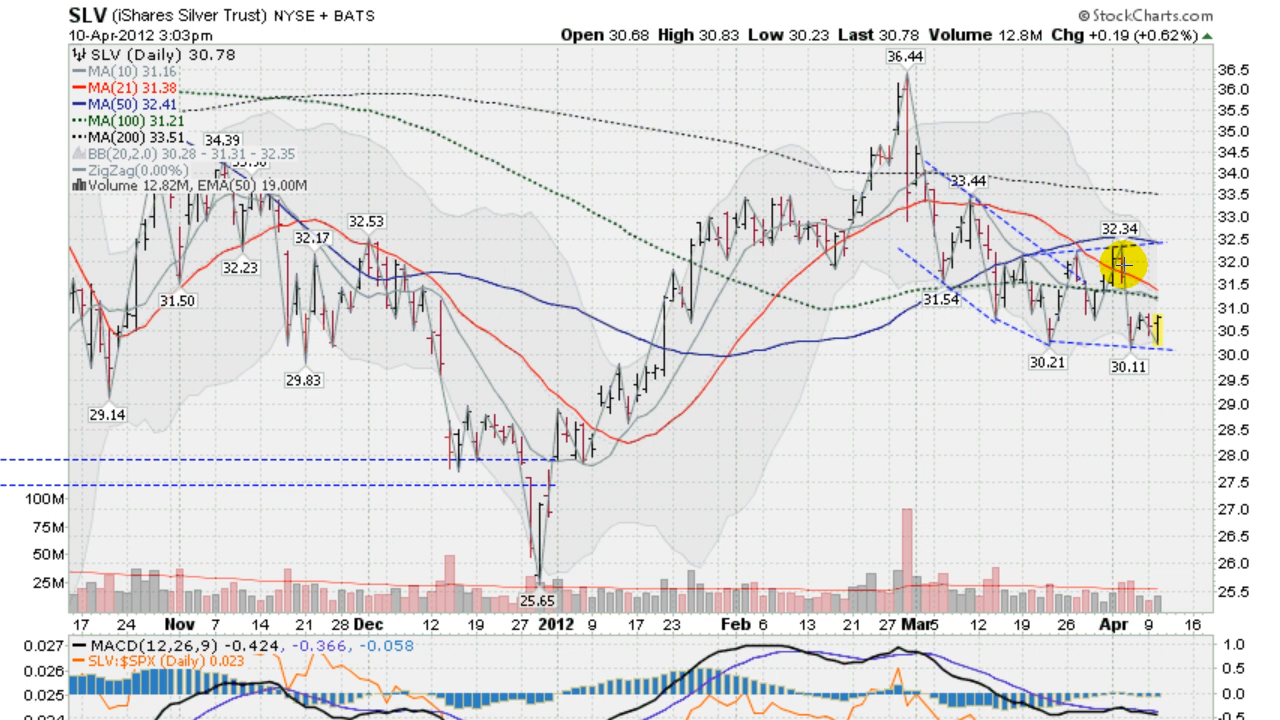 SLV (iShares Silver Trust) NYSE + BATS
© StockCharts.com
10-Apr-2012 3:03pm
Open 30.68 High 30.83 Low 30.23 Last 30.78 Volume 12.8M Chg +0.19 (+0.62%)
SLV (Daily) 30.78
MA(10) 31.16
MA(21) 31.38
MA(50) 32.41
MA(100) 31.21
MA(200) 33.51
BB(20,2.0) 30.28 - 31.31 - 32.35
ZigZag(0.00%)
Volume 12.82M, EMA(50) 19.00M
36.44
34.39
33.44
32.53
32.34
32.17
32.23
31.50
31.54
30.21
30.11
29.83
29.14
25.65
36.5
36.0
35.5
35.0
34.5
34.0
33.5
33.0
32.5
32.0
31.5
31.0
30.5
30.0
29.5
29.0
28.5
28.0
27.5
27.0
26.5
26.0
25.5
100M
75M
50M
25M
17 24 Nov 7 14 21 28 Dec 12 19 27 2012 9 17 23 Feb 6 13 21 27 Mar 5 12 19 26 Apr 9 16
MACD(12,26,9) -0.424, -0.366, -0.058
SLV:$SPX (Daily) 0.023
0.027
0.026
0.025
0.024
1.0
0.5
0.0
-0.5